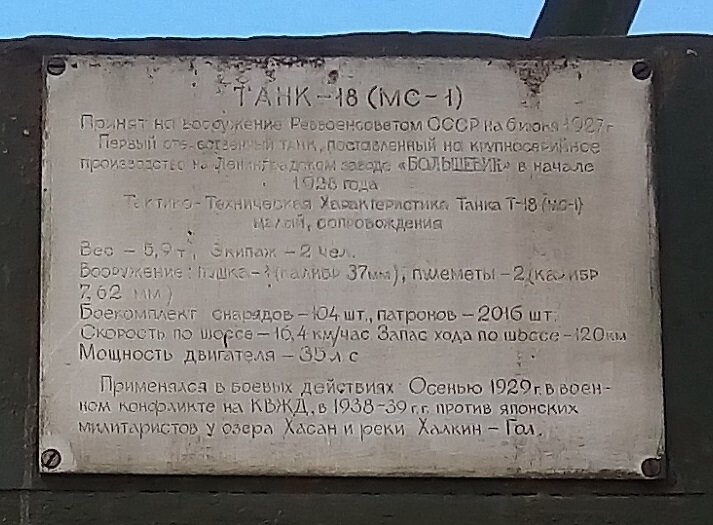 ТАНК-18 (МС-1)
Принят на вооружение Реввоенсоветом СССР на 6 июля 1927г
Первый отечественный танк, поставленный на крупносерийное
производство на Ленинградском заводе «БОЛЬШЕВИК» в начале
1928 года
Тактико-Техническая Характеристика Танка Т-18 (мс-1)
малый, сопровождения
Вес - 5,9 т, Экипаж - 2 чел.
Вооружение: Пушка-1 (калибр 37мм), пулеметы - 2 (калибр
7,62 мм)
Боекомплект снарядов - 104 шт., патронов - 2016 шт.
Скорость по шоссе - 16,4 км/час Запас хода по шоссе - 120 км
Мощность двигателя - 35 л с
Применялся в боевых действиях Осенью 1929 г. в воен-
ном конфликте на КВЖД, в 1938-39 г.г. против японских
милитаристов у озера Хасан и реки Халкин - Гол.